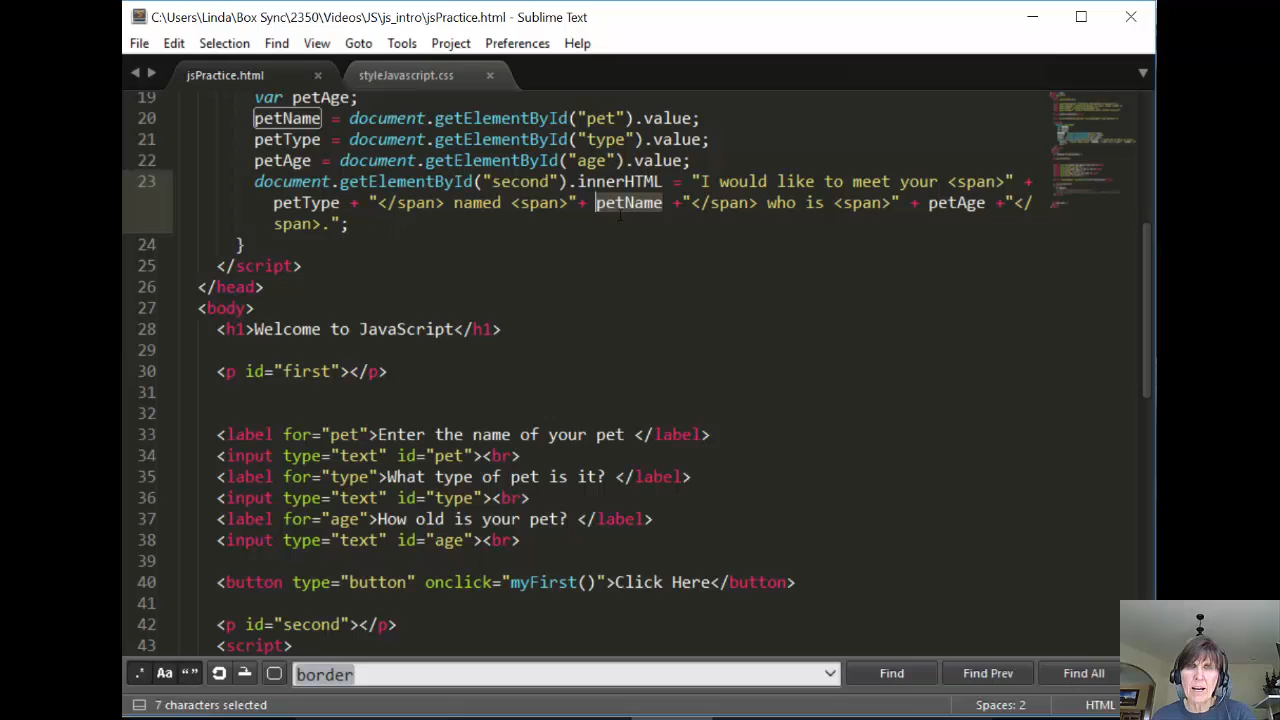 C:\Users\Linda\Box Sync\2350\Videos\JS\js_intro\jsPractice.html - Sublime Text
File Edit Selection Find View Goto Tools Project Preferences Help
jsPractice.html × styleJavascript.css ×
19 var petAge;
20 petName = document.getElementById("pet").value;
21 petType = document.getElementById("type").value;
22 petAge = document.getElementById("age").value;
23 document.getElementById("second").innerHTML = "I would like to meet your <span>" +
petType + "</span> named <span>"+ petName +"</span> who is <span>" + petAge +"</
span>.";
24 }
25 </script>
26 </head>
27 <body>
28 <h1>Welcome to JavaScript</h1>
29
30 <p id="first"></p>
31
32
33 <label for="pet">Enter the name of your pet </label>
34 <input type="text" id="pet"><br>
35 <label for="type">What type of pet is it? </label>
36 <input type="text" id="type"><br>
37 <label for="age">How old is your pet? </label>
38 <input type="text" id="age"><br>
39
40 <button type="button" onclick="myFirst()">Click Here</button>
41
42 <p id="second"></p>
43 <script>
.* Aa “” border Find Find Prev Find All
7 characters selected Spaces: 2 HTML